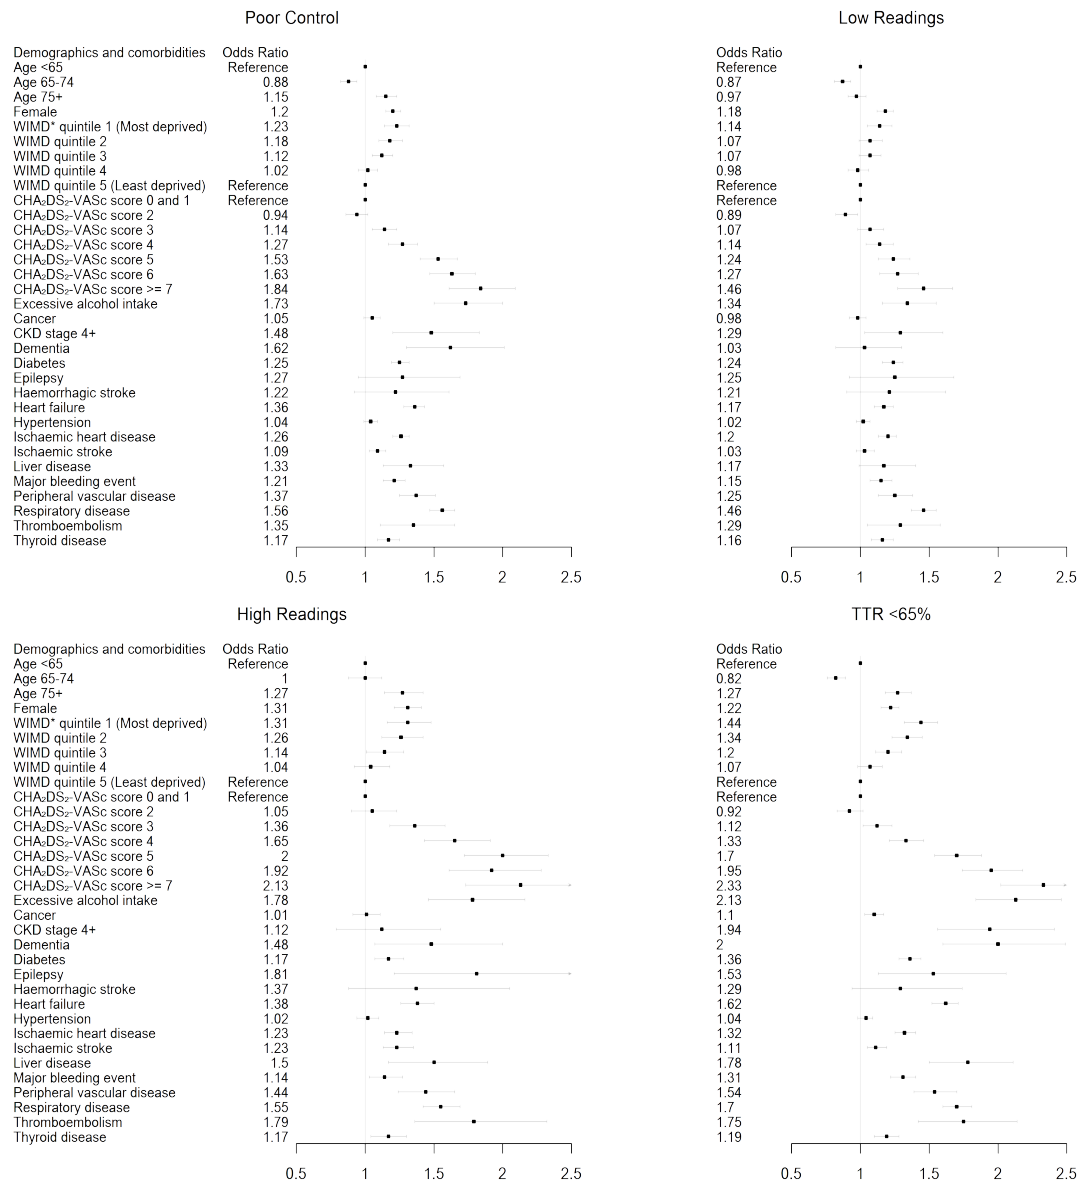 Poor Control Low Readings
Demographics and comorbidities Odds Ratio Odds Ratio
Age <65 Reference Reference
Age 65-74 0.88 0.87
Age 75+ 1.15 0.97
Female 1.2 1.18
WIMD* quintile 1 (Most deprived) 1.23 1.14
WIMD quintile 2 1.18 1.07
WIMD quintile 3 1.12 1.07
WIMD quintile 4 1.02 0.98
WIMD quintile 5 (Least deprived) Reference Reference
CHA₂DS₂-VASc score 0 and 1 Reference Reference
CHA₂DS₂-VASc score 2 0.94 0.89
CHA₂DS₂-VASc score 3 1.14 1.07
CHA₂DS₂-VASc score 4 1.27 1.14
CHA₂DS₂-VASc score 5 1.53 1.24
CHA₂DS₂-VASc score 6 1.63 1.27
CHA₂DS₂-VASc score >= 7 1.84 1.46
Excessive alcohol intake 1.73 1.34
Cancer 1.05 0.98
CKD stage 4+ 1.48 1.29
Dementia 1.62 1.03
Diabetes 1.25 1.24
Epilepsy 1.27 1.25
Haemorrhagic stroke 1.22 1.21
Heart failure 1.36 1.17
Hypertension 1.04 1.02
Ischaemic heart disease 1.26 1.2
Ischaemic stroke 1.09 1.03
Liver disease 1.33 1.17
Major bleeding event 1.21 1.15
Peripheral vascular disease 1.37 1.25
Respiratory disease 1.56 1.46
Thromboembolism 1.35 1.29
Thyroid disease 1.17 1.16
0.5 1 1.5 2 2.5 0.5 1 1.5 2 2.5
High Readings TTR <65%
Demographics and comorbidities Odds Ratio Odds Ratio
Age <65 Reference Reference
Age 65-74 1 0.82
Age 75+ 1.27 1.27
Female 1.31 1.22
WIMD* quintile 1 (Most deprived) 1.31 1.44
WIMD quintile 2 1.26 1.34
WIMD quintile 3 1.14 1.2
WIMD quintile 4 1.04 1.07
WIMD quintile 5 (Least deprived) Reference Reference
CHA₂DS₂-VASc score 0 and 1 Reference Reference
CHA₂DS₂-VASc score 2 1.05 0.92
CHA₂DS₂-VASc score 3 1.36 1.12
CHA₂DS₂-VASc score 4 1.65 1.33
CHA₂DS₂-VASc score 5 2 1.7
CHA₂DS₂-VASc score 6 1.92 1.95
CHA₂DS₂-VASc score >= 7 2.13 2.33
Excessive alcohol intake 1.78 2.13
Cancer 1.01 1.1
CKD stage 4+ 1.12 1.94
Dementia 1.48 2
Diabetes 1.17 1.36
Epilepsy 1.81 1.53
Haemorrhagic stroke 1.37 1.29
Heart failure 1.38 1.62
Hypertension 1.02 1.04
Ischaemic heart disease 1.23 1.32
Ischaemic stroke 1.23 1.11
Liver disease 1.5 1.78
Major bleeding event 1.14 1.31
Peripheral vascular disease 1.44 1.54
Respiratory disease 1.55 1.7
Thromboembolism 1.79 1.75
Thyroid disease 1.17 1.19
0.5 1 1.5 2 2.5 0.5 1 1.5 2 2.5